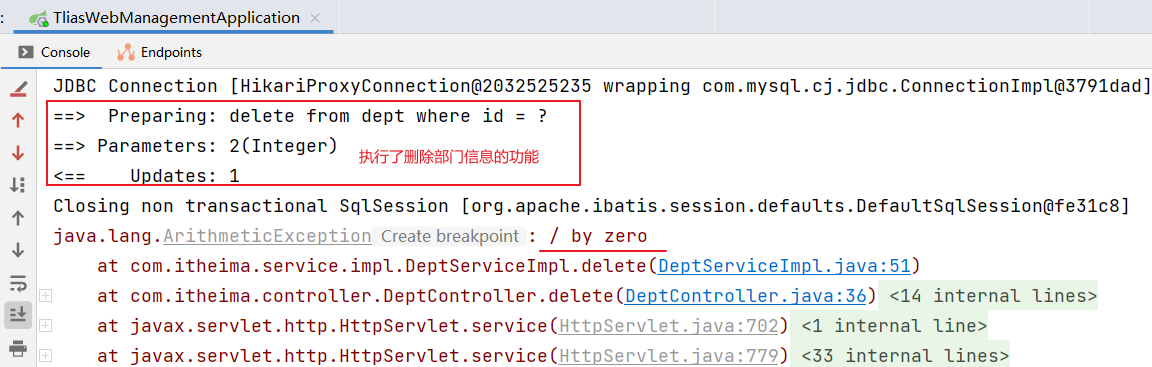 : TliasWebManagementApplication ×
Console Endpoints
JDBC Connection [HikariProxyConnection@2032525235 wrapping com.mysql.cj.jdbc.ConnectionImpl@3791dad]
==>  Preparing: delete from dept where id = ?
==> Parameters: 2(Integer) 执行了删除部门信息的功能
<==    Updates: 1
Closing non transactional SqlSession [org.apache.ibatis.session.defaults.DefaultSqlSession@fe31c8]
java.lang.ArithmeticException Create breakpoint : / by zero
at com.itheima.service.impl.DeptServiceImpl.delete(DeptServiceImpl.java:51)
at com.itheima.controller.DeptController.delete(DeptController.java:36) <14 internal lines>
at javax.servlet.http.HttpServlet.service(HttpServlet.java:702) <1 internal line>
at javax.servlet.http.HttpServlet.service(HttpServlet.java:779) <33 internal lines>